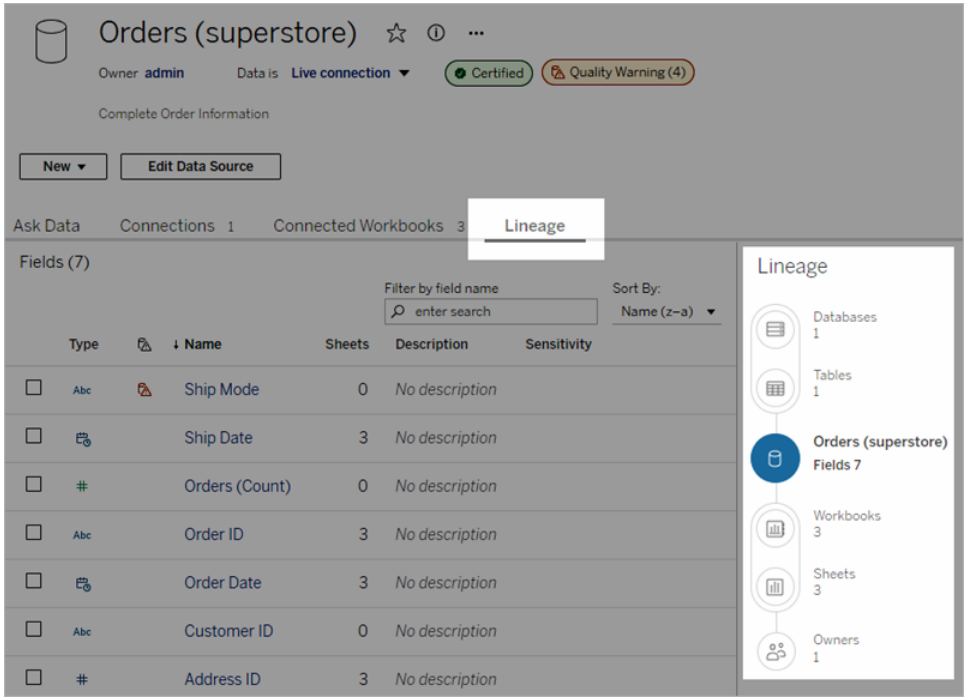 Orders (superstore)
Owner admin Data is Live connection Certified Quality Warning (4)
Complete Order Information
New Edit Data Source
Ask Data Connections 1 Connected Workbooks 3 Lineage
Fields (7)
Filter by field name Sort By:
enter search Name (z–a)
Type ↓ Name Sheets Description Sensitivity
Abc Ship Mode 0 No description
Ship Date 3 No description
# Orders (Count) 0 No description
Abc Order ID 3 No description
Order Date 3 No description
Abc Customer ID 0 No description
# Address ID 3 No description
Lineage
Databases
1
Tables
1
Orders (superstore)
Fields 7
Workbooks
3
Sheets
3
Owners
1